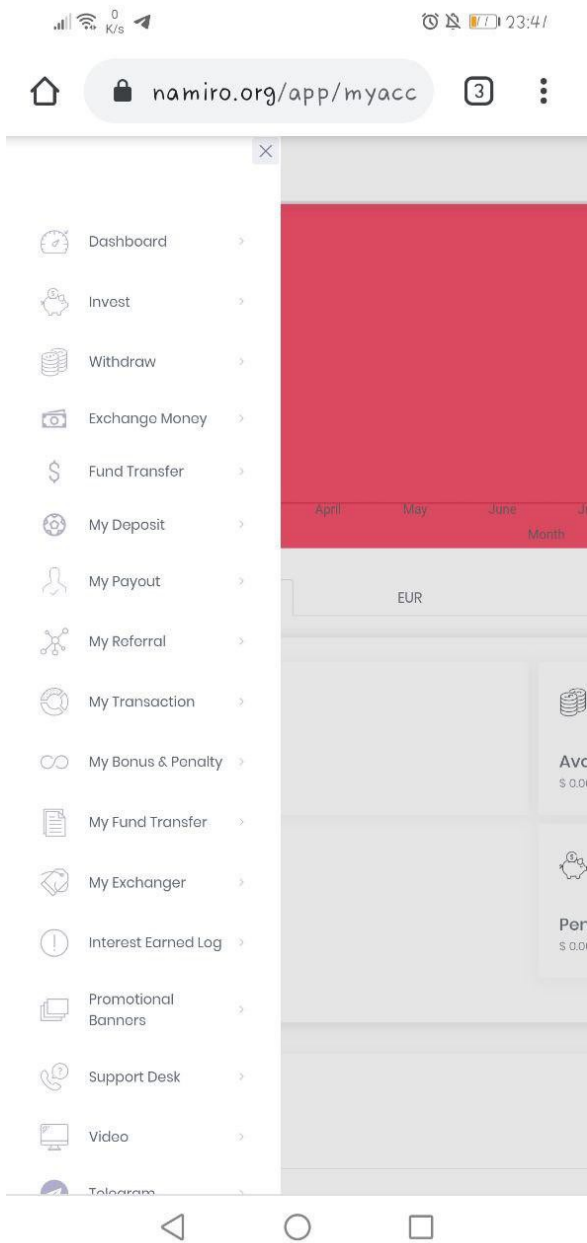 0
K/s
23:47
namiro.org/app/myacc
3
Dashboard
Invest
Withdraw
Exchange Money
Fund Transfer
April May June
My Deposit
Month
My Payout
EUR
My Referral
My Transaction
My Bonus & Penalty
$ 0.0
My Fund Transfer
My Exchanger
Interest Earned Log
$ 0.0
Promotional
Banners
Support Desk
Video
Telegram